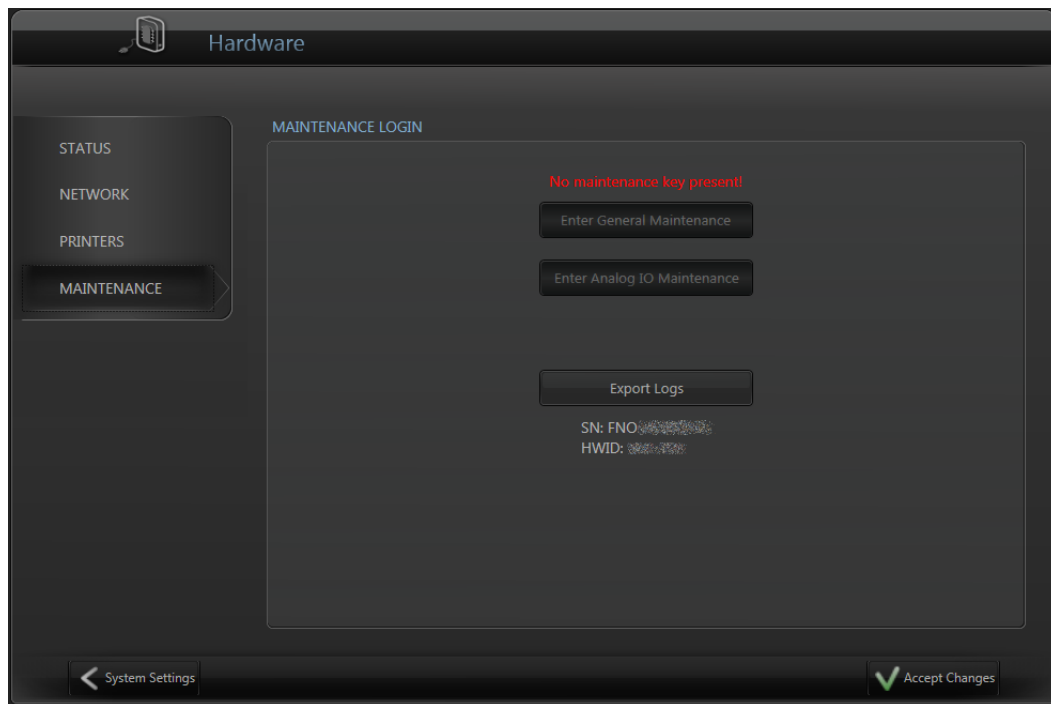 Hardware
MAINTENANCE LOGIN
STATUS
NETWORK
PRINTERS
MAINTENANCE
No maintenance key present!
Enter General Maintenance
Enter Analog IO Maintenance
Export Logs
SN: FNO
HWID:
System Settings
Accept Changes